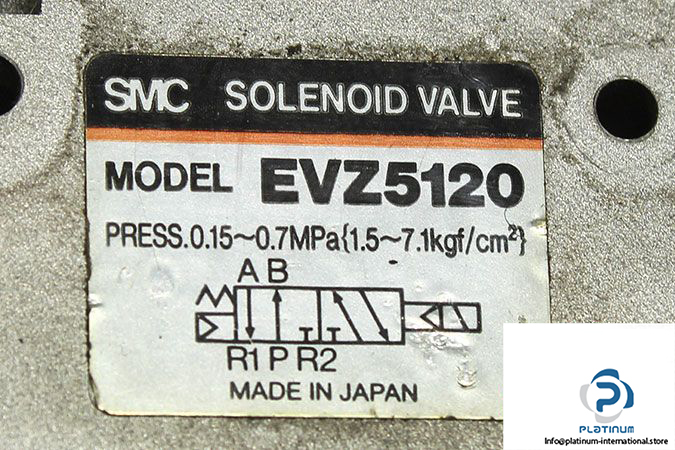 SMC SOLENOID VALVE
MODEL EVZ5120
PRESS.0.15~0.7MPa{1.5~7.1kgf/cm²}
A B
R1 P R2
MADE IN JAPAN
PLATINUM
Info@platinum-international.store